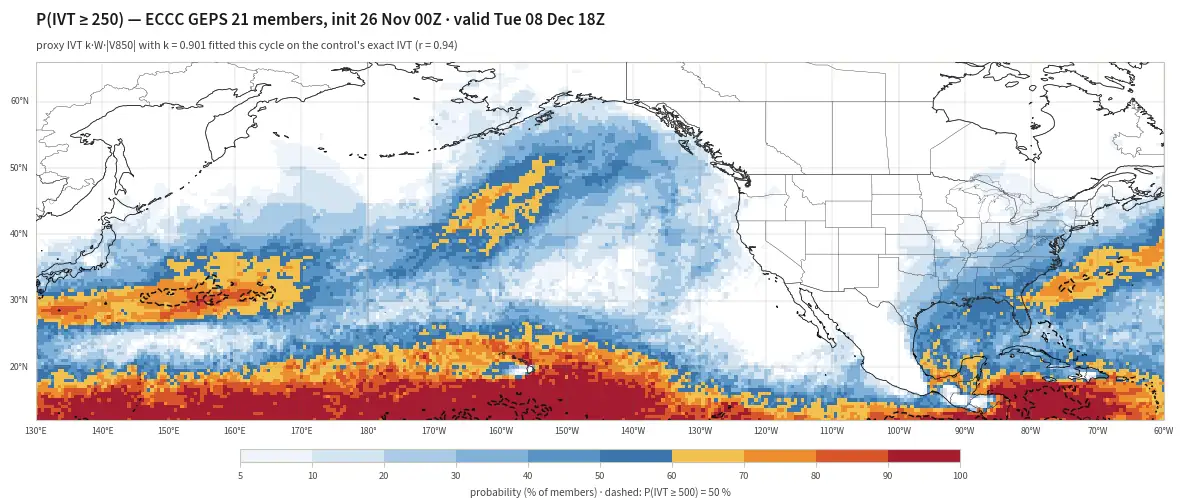 P(IVT ≥ 250) — ECCC GEPS 21 members, init 26 Nov 00Z · valid Tue 08 Dec 18Z
proxy IVT k·W·|V850| with k = 0.901 fitted this cycle on the control's exact IVT (r = 0.94)
60°N
50°N
40°N
30°N
20°N
130°E 140°E 150°E 160°E 170°E 180° 170°W 160°W 150°W 140°W 130°W 120°W 110°W 100°W 90°W 80°W 70°W 60°W
5 10 20 30 40 50 60 70 80 90 100
probability (% of members) · dashed: P(IVT ≥ 500) = 50 %